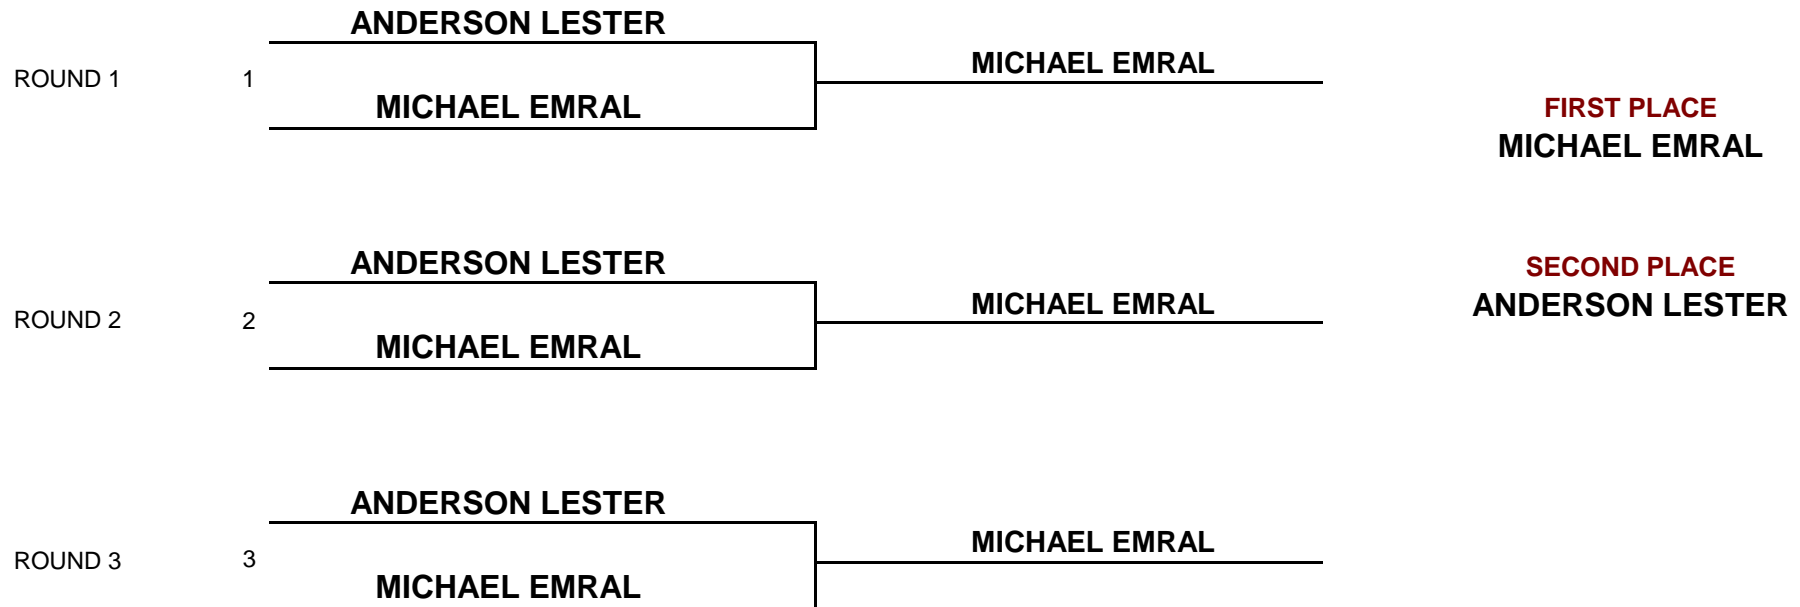 ANDERSON LESTER
ROUND 1
1
MICHAEL EMRAL
MICHAEL EMRAL
FIRST PLACE
MICHAEL EMRAL
ANDERSON LESTER
ROUND 2
2
MICHAEL EMRAL
MICHAEL EMRAL
SECOND PLACE
ANDERSON LESTER
ANDERSON LESTER
ROUND 3
3
MICHAEL EMRAL
MICHAEL EMRAL